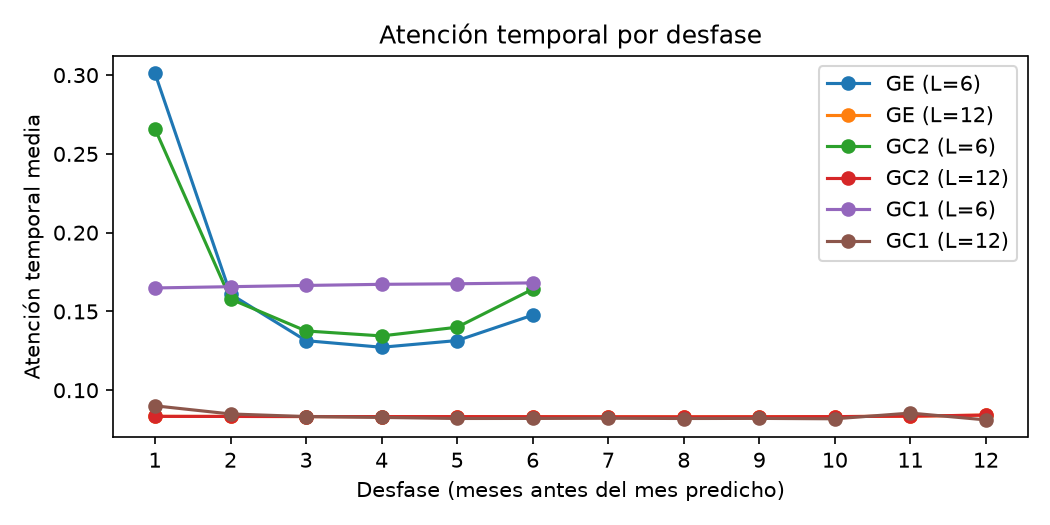 Atención temporal por desfase
Atención temporal media
0.30
0.25
0.20
0.15
0.10
GE (L=6)
GE (L=12)
GC2 (L=6)
GC2 (L=12)
GC1 (L=6)
GC1 (L=12)
1 2 3 4 5 6 7 8 9 10 11 12
Desfase (meses antes del mes predicho)